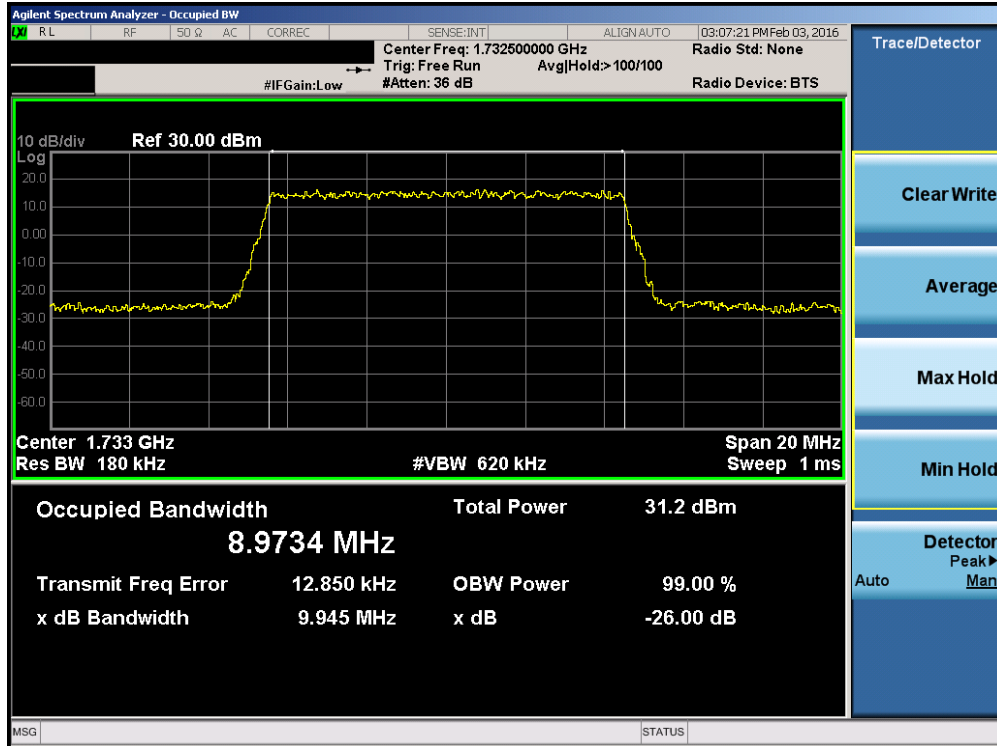 Agilent Spectrum Analyzer - Occupied BW
LXI RL RF 50 Ω AC CORREC SENSE:INT ALIGN AUTO 03:07:21 PM Feb 03, 2016
Center Freq: 1.732500000 GHz Radio Std: None
Trig: Free Run Avg|Hold:>100/100
#IFGain:Low #Atten: 36 dB Radio Device: BTS
10 dB/div Ref 30.00 dBm
Log
20.0
10.0
0.00
-10.0
-20.0
-30.0
-40.0
-50.0
-60.0
Center 1.733 GHz Span 20 MHz
Res BW 180 kHz #VBW 620 kHz Sweep 1 ms
Occupied Bandwidth Total Power 31.2 dBm
8.9734 MHz
Transmit Freq Error 12.850 kHz OBW Power 99.00 %
x dB Bandwidth 9.945 MHz x dB -26.00 dB
MSG STATUS
Trace/Detector
Clear Write
Average
Max Hold
Min Hold
Detector
Peak▶
Auto Man